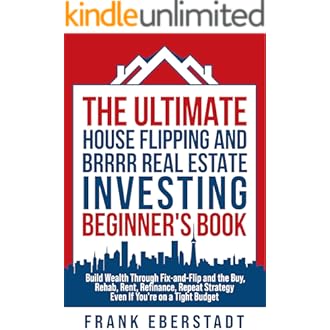 kindleunlimited
THE ULTIMATE
HOUSE FLIPPING AND
BRRRR REAL ESTATE
INVESTING
BEGINNER'S BOOK
Build Wealth Through Fix-and-Flip and the Buy,
Rehab, Rent, Refinance, Repeat Strategy
Even If You're on a Tight Budget
FRANK EBERSTADT